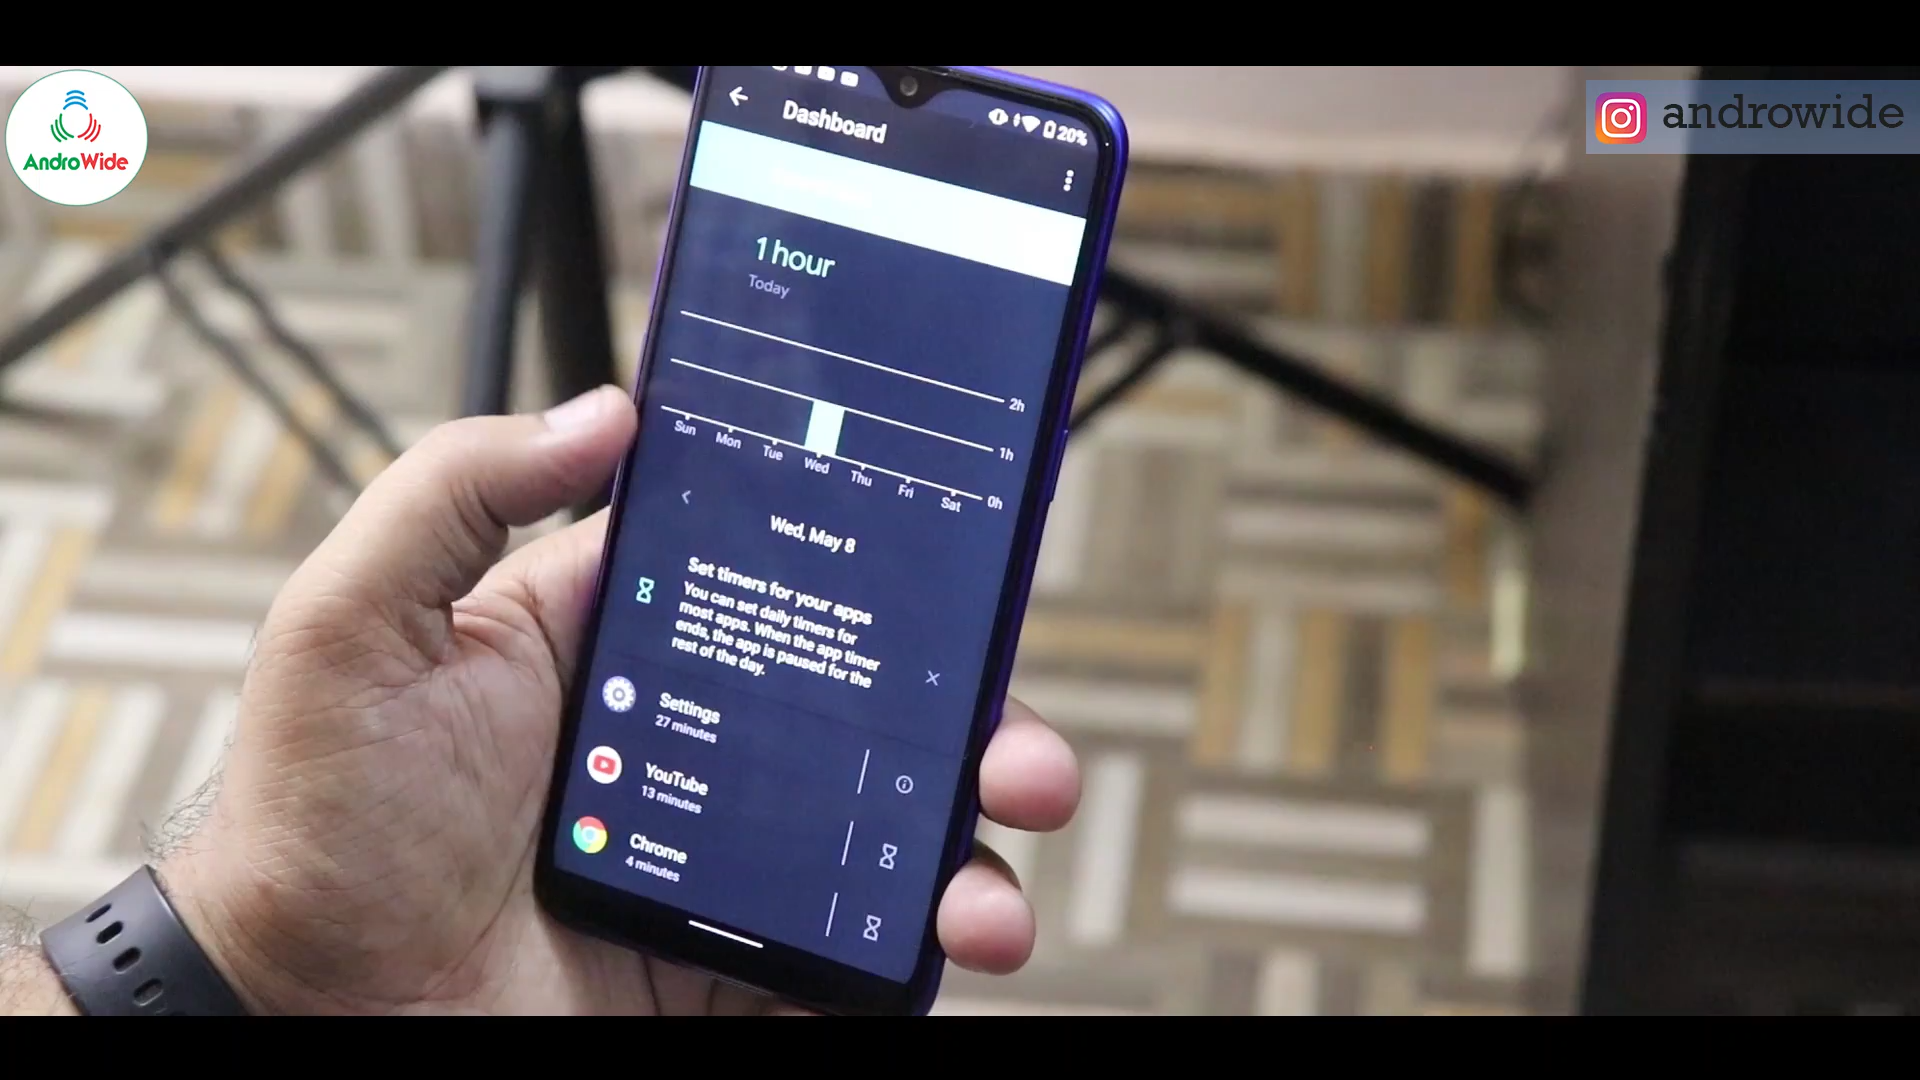 AndroWide
androwide
20%
Dashboard
1 hour
Today
2h
1h
0h
Sun Mon Tue Wed Thu Fri Sat
Wed, May 8
Set timers for your apps
You can set daily timers for
most apps. When the app timer
ends, the app is paused for the
rest of the day.
Settings
27 minutes
YouTube
13 minutes
Chrome
4 minutes